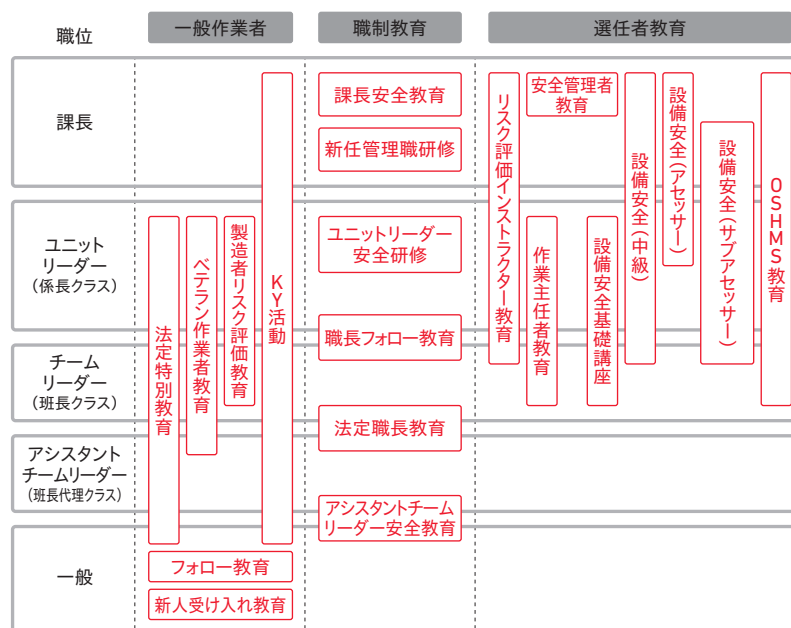 職位
一般作業者
職制教育
選任者教育
課長
ユニット
リーダー
（係長クラス）
チーム
リーダー
（班長クラス）
アシスタント
チームリーダー
（班長代理クラス）
一般
法定特別教育
ベテラン作業者教育
製造者リスク評価教育
KY活動
フォロー教育
新人受け入れ教育
課長安全教育
新任管理職研修
ユニットリーダー
安全研修
職長フォロー教育
法定職長教育
アシスタントチーム
リーダー安全教育
リスク評価インストラクター教育
安全管理者
教育
作業主任者教育
設備安全基礎講座
設備安全（中級）
設備安全（アセッサー）
設備安全（サブアセッサー）
OSHMS教育